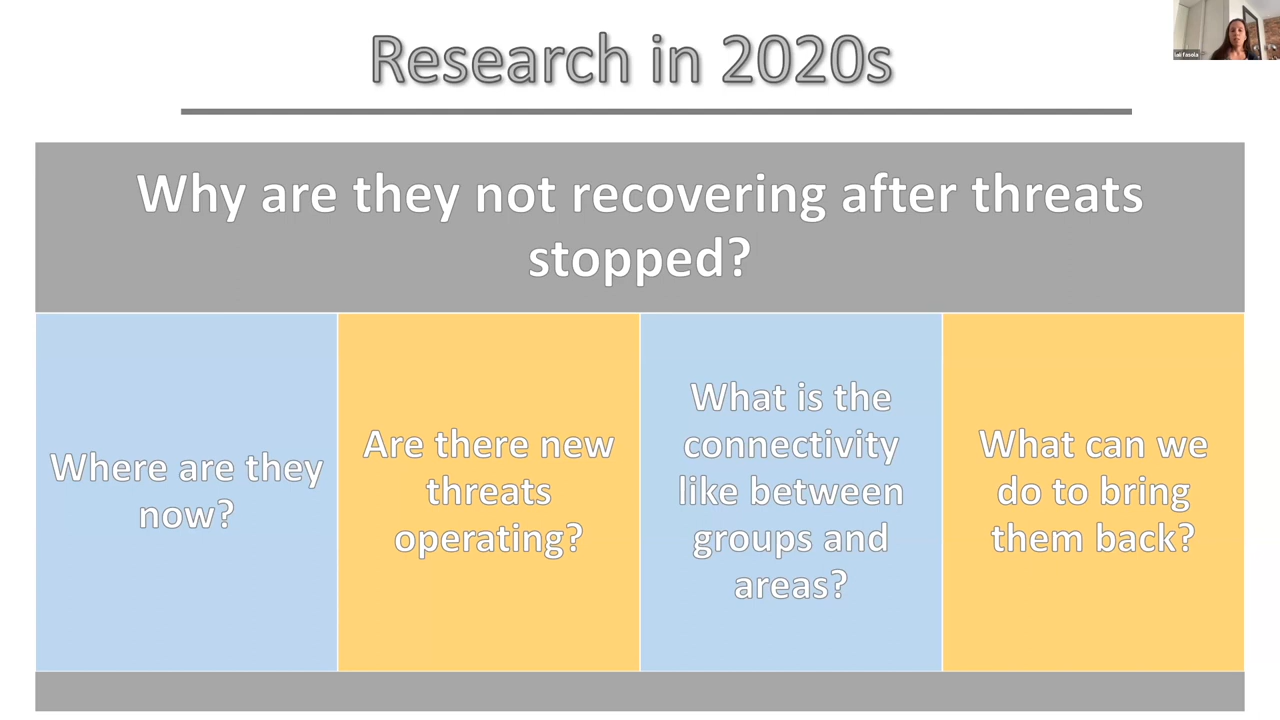 Research in 2020s
Why are they not recovering after threats
stopped?
Where are they
now?
Are there new
threats
operating?
What is the
connectivity
like between
groups and
areas?
What can we
do to bring
them back?